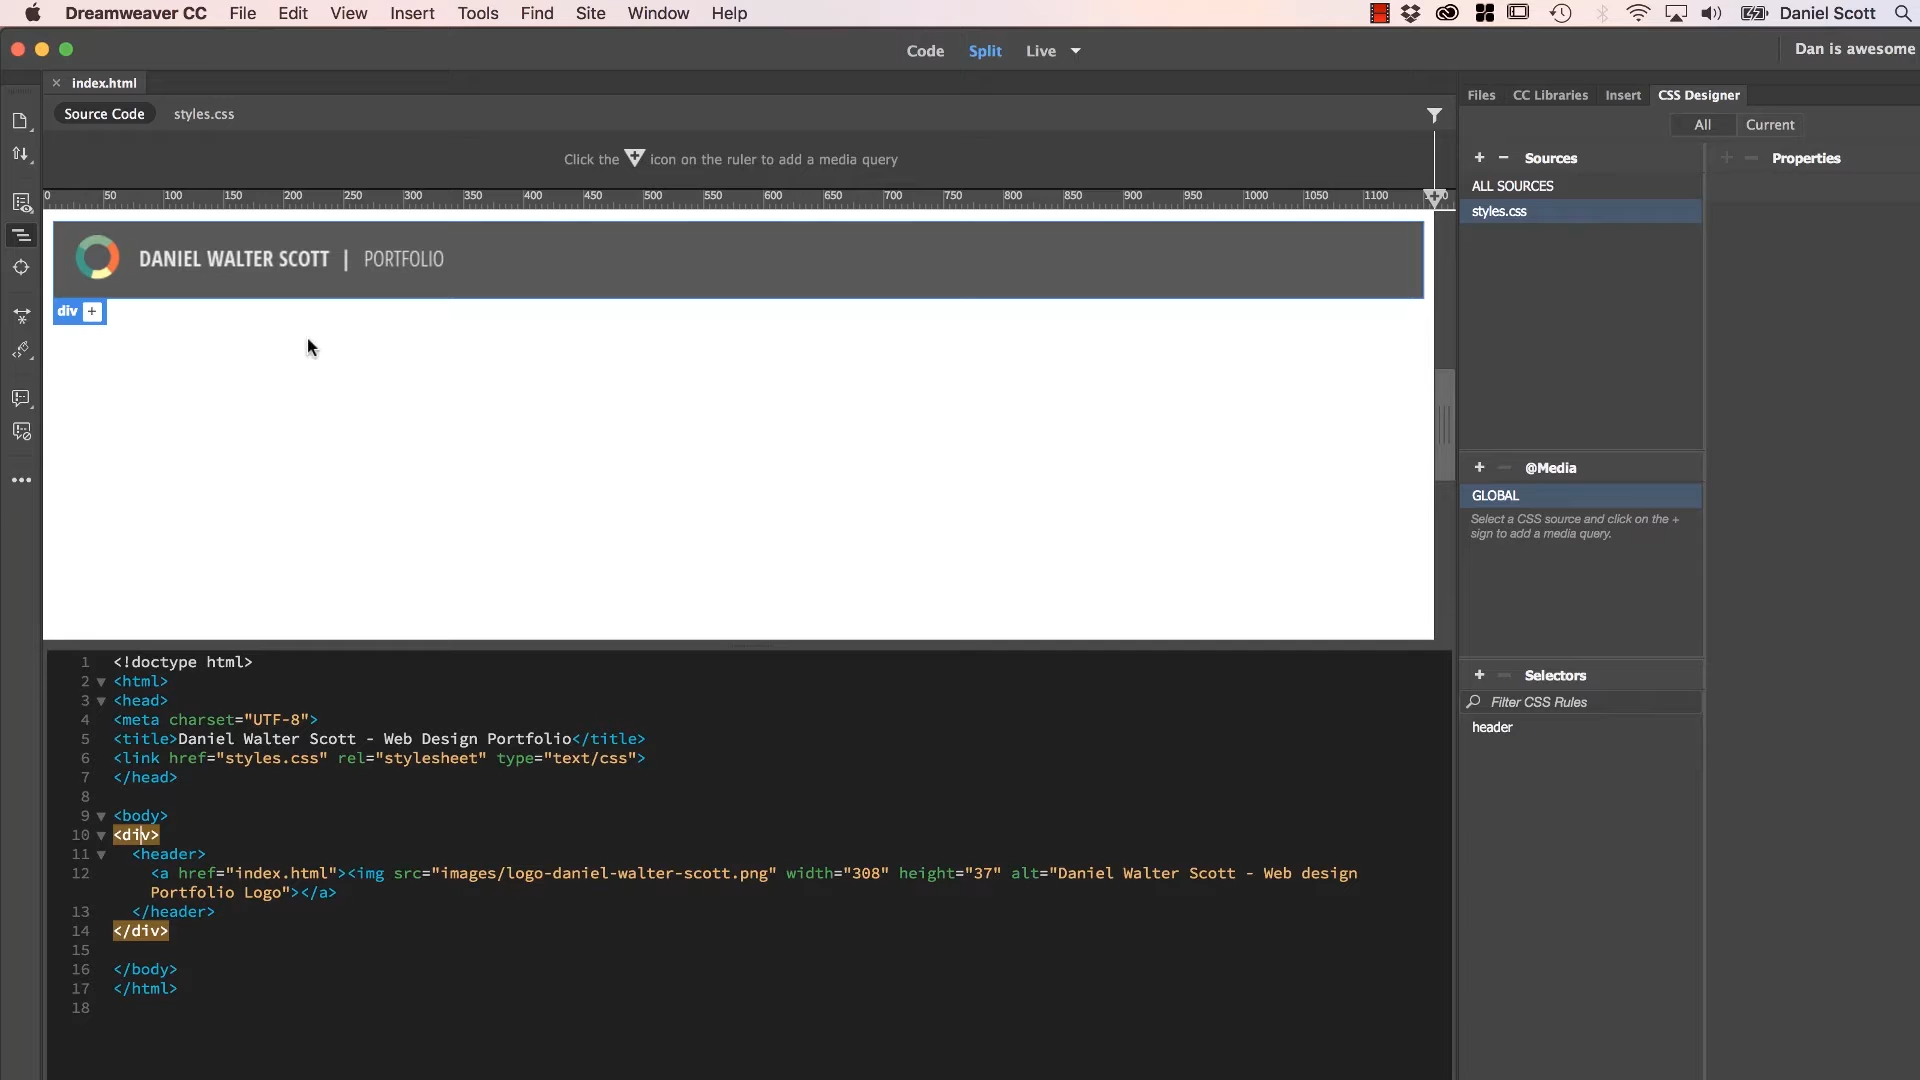 Dreamweaver CC File Edit View Insert Tools Find Site Window Help Daniel Scott
Code Split Live Dan is awesome
index.html
Files CC Libraries Insert CSS Designer
Source Code styles.css
All Current
Click the icon on the ruler to add a media query
+ − Sources
+ − Properties
ALL SOURCES
styles.css
0 50 100 150 200 250 300 350 400 450 500 550 600 650 700 750 800 850 900 950 1000 1050 1100
DANIEL WALTER SCOTT | PORTFOLIO
div +
+ − @Media
GLOBAL
Select a CSS source and click on the +
sign to add a media query.
+ − Selectors
Filter CSS Rules
header
1 <!doctype html>
2 <html>
3 <head>
4 <meta charset="UTF-8">
5 <title>Daniel Walter Scott - Web Design Portfolio</title>
6 <link href="styles.css" rel="stylesheet" type="text/css">
7 </head>
8
9 <body>
10 <div>
11 <header>
12 <a href="index.html"><img src="images/logo-daniel-walter-scott.png" width="308" height="37" alt="Daniel Walter Scott - Web design
Portfolio Logo"></a>
13 </header>
14 </div>
15
16 </body>
17 </html>
18